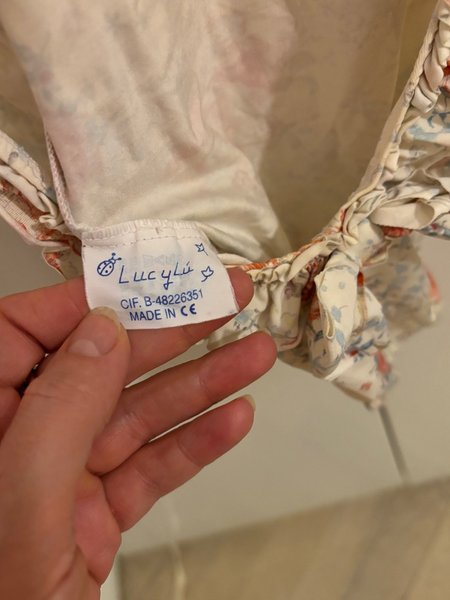 LucyLú
CIF. B-48226351
MADE IN CE